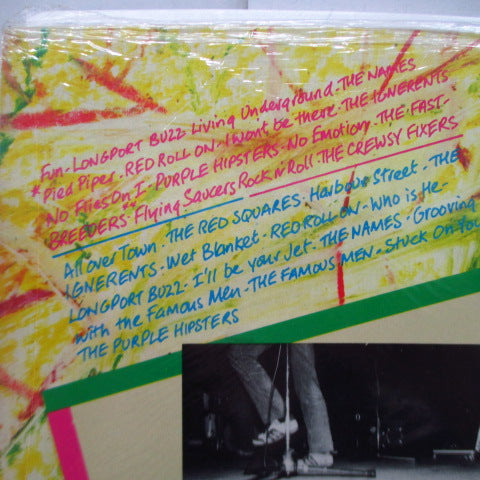 Fun - LONGPORT BUZZ Living Underground - THE NAMES
* Pied Piper - RED ROLL ON - I Wont be there - THE IGNERENTS
No Flies On I - PURPLE HIPSTERS - No Emotion - THE FAST-
BREEDERS - Flying Saucers Rock n Roll - THE CREWSY FIXERS
All over Town - THE RED SQUARES - Harbour Street - THE
IGNERENTS - Wet Blanket - RED ROLL ON - Who is He -
LONGPORT BUZZ - I'll be your Jet - THE NAMES - Grooving
with the Famous Men - THE FAMOUS MEN - Stuck On You
THE PURPLE HIPSTERS